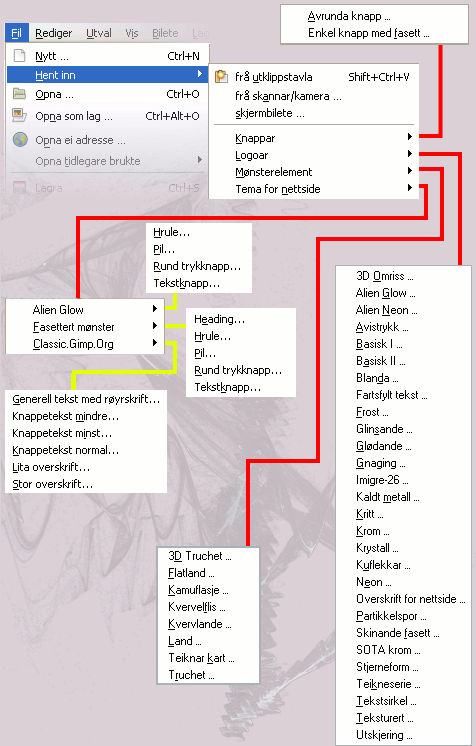 Fil Rediger Utval Vis Bilete Lag
Nytt ... Ctrl+N
Hent inn
Opna ... Ctrl+O
Opna som lag ... Ctrl+Alt+O
Opna ei adresse ...
Opna tidlegare brukte
Lagra Ctrl+S
Avrunda knapp ...
Enkel knapp med fasett ...
frå utklippstavla Shift+Ctrl+V
frå skannar/kamera ...
skjermbilete ...
Knappar
Logoar
Mønsterelement
Tema for nettside
Hrule...
Pil...
Rund trykknapp...
Tekstknapp...
Alien Glow
Fasettert mønster
Classic.Gimp.Org
Heading...
Hrule...
Pil...
Rund trykknapp...
Tekstknapp...
Generell tekst med røyrskrift...
Knappetekst mindre...
Knappetekst minst...
Knappetekst normal...
Lita overskrift...
Stor overskrift...
3D Truchet ...
Flatland ...
Kamuflasje ...
Kvervelflis ...
Kvervlande ...
Land ...
Teiknar kart ...
Truchet ...
3D Omriss ...
Alien Glow ...
Alien Neon ...
Avistrykk ...
Basisk I ...
Basisk II ...
Blanda ...
Fartsfylt tekst ...
Frost ...
Glinsande ...
Glødande ...
Gnaging ...
Imigre-26 ...
Kaldt metall ...
Kritt ...
Krom ...
Krystall ...
Kuflekkar ...
Neon ...
Overskrift for nettside ...
Partikkelspor ...
Skinande fasett ...
SOTA krom ...
Stjerneform ...
Teikneserie ...
Tekstsirkel ...
Teksturert ...
Utskjering ...